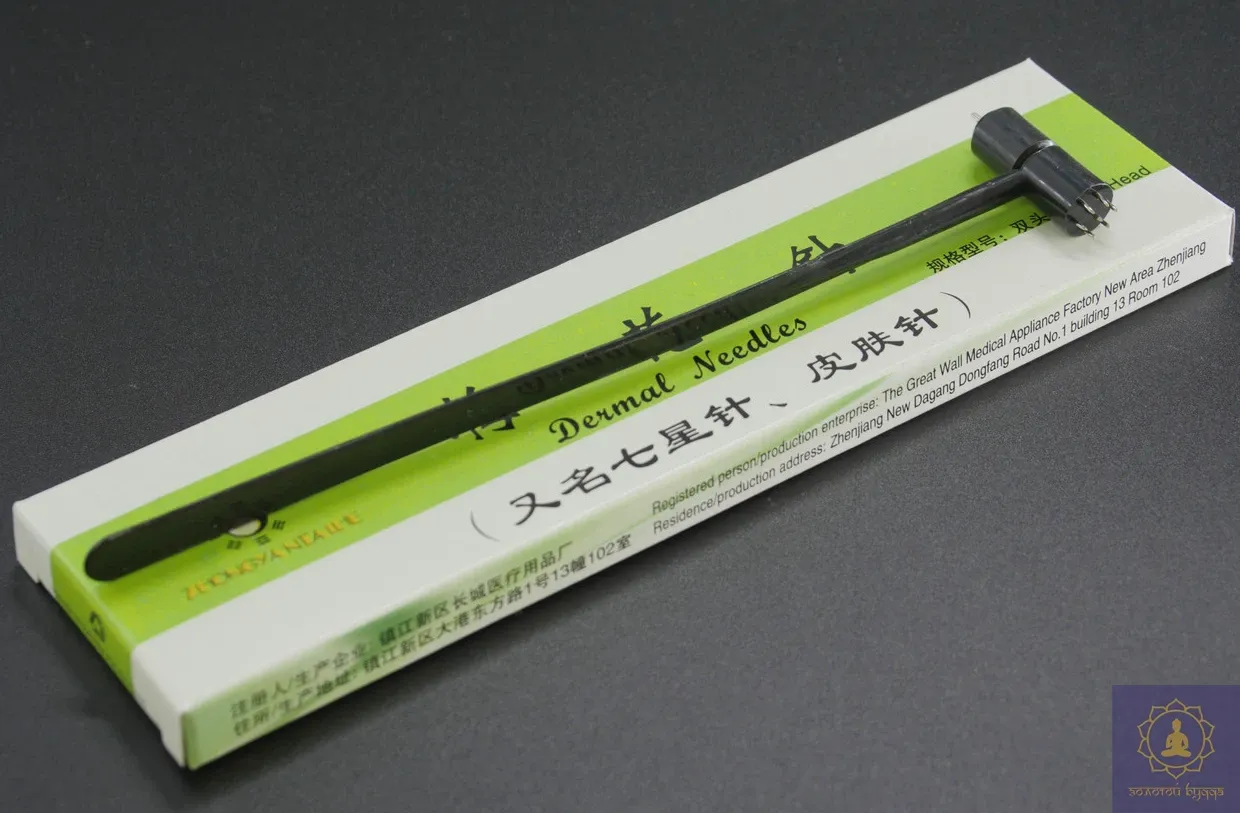 Head
规格型号：双头
花 针
Dermal Needles
（又名七星针、皮肤针）
Registered person/production enterprise: The Great Wall Medical Appliance Factory New Area Zhenjiang
Residence/production address: Zhenjiang New Dagang Dongfang Road No.1 building 13 Room 102
注册人/生产企业: 镇江新区长城医疗用品厂
住所/生产地址: 镇江新区大港东方路1号13幢102室
золотой будда